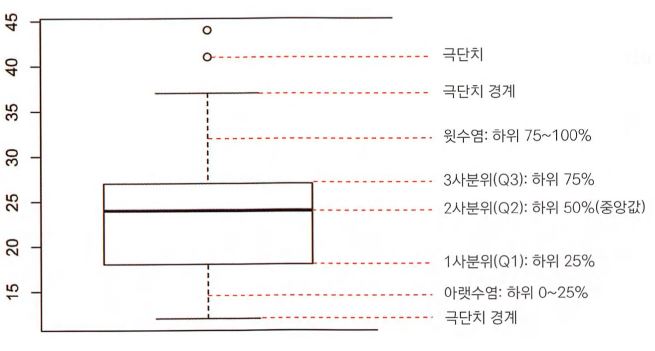 45
40
35
30
25
20
15
극단치
극단치 경계
윗수염: 하위 75~100%
3사분위(Q3): 하위 75%
2사분위(Q2): 하위 50%(중앙값)
1사분위(Q1): 하위 25%
아랫수염: 하위 0~25%
극단치 경계